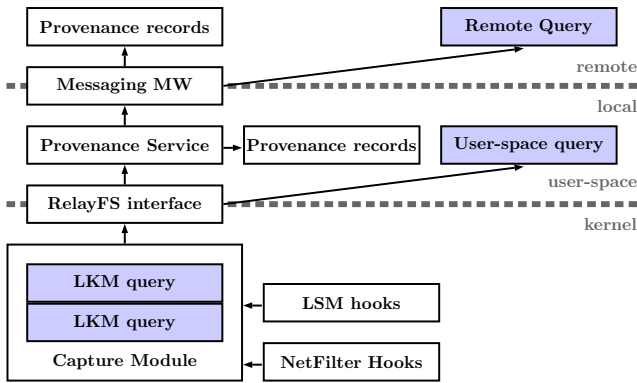 Provenance records
Remote Query
remote
Messaging MW
local
Provenance Service
Provenance records
User-space query
user-space
RelayFS interface
kernel
LKM query
LSM hooks
LKM query
Capture Module
NetFilter Hooks